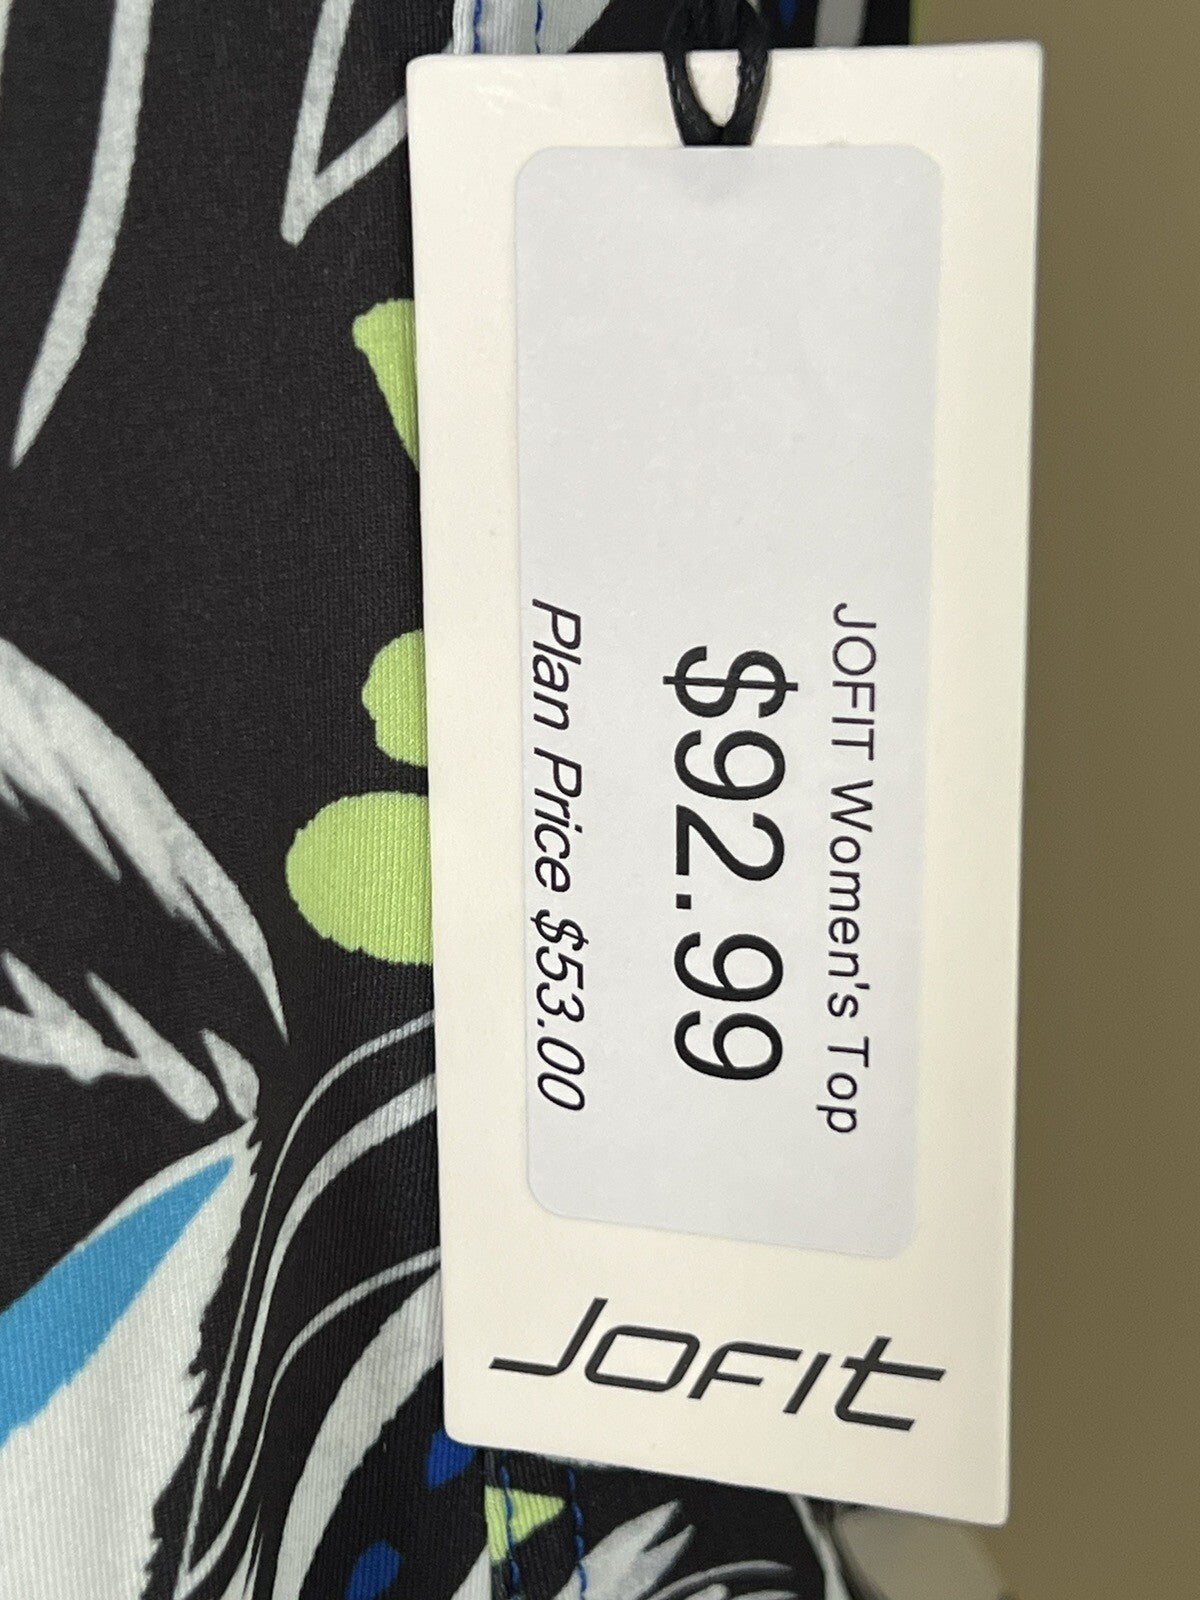 JOFIT Women's Top
$92.99
Plan Price $53.00
JOFIT